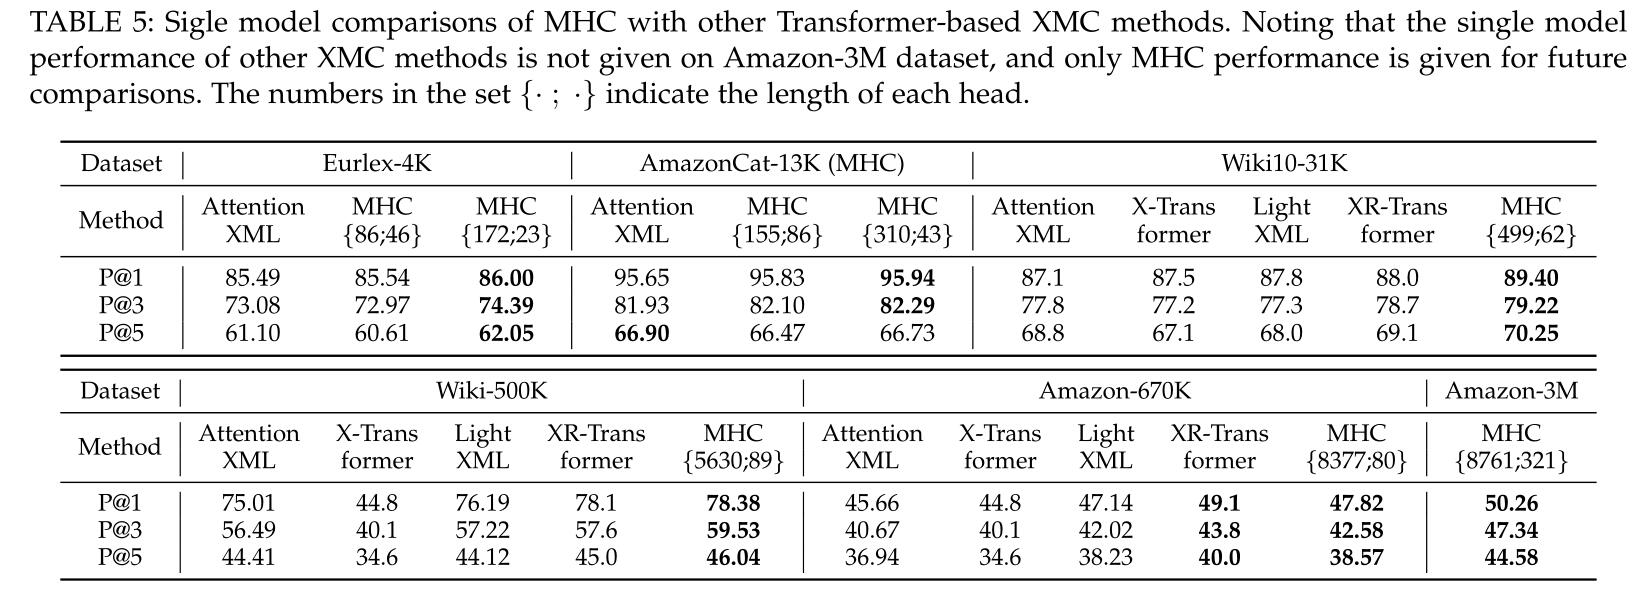 TABLE 5: Sigle model comparisons of MHC with other Transformer-based XMC methods. Noting that the single model
performance of other XMC methods is not given on Amazon-3M dataset, and only MHC performance is given for future
comparisons. The numbers in the set {· ; ·} indicate the length of each head.
Dataset Eurlex-4K AmazonCat-13K (MHC) Wiki10-31K
Method Attention XML MHC {86;46} MHC {172;23} Attention XML MHC {155;86} MHC {310;43} Attention XML X-Trans former Light XML XR-Trans former MHC {499;62}
P@1 85.49 85.54 86.00 95.65 95.83 95.94 87.1 87.5 87.8 88.0 89.40
P@3 73.08 72.97 74.39 81.93 82.10 82.29 77.8 77.2 77.3 78.7 79.22
P@5 61.10 60.61 62.05 66.90 66.47 66.73 68.8 67.1 68.0 69.1 70.25
Dataset Wiki-500K Amazon-670K Amazon-3M
Method Attention XML X-Trans former Light XML XR-Trans former MHC {5630;89} Attention XML X-Trans former Light XML XR-Trans former MHC {8377;80} MHC {8761;321}
P@1 75.01 44.8 76.19 78.1 78.38 45.66 44.8 47.14 49.1 47.82 50.26
P@3 56.49 40.1 57.22 57.6 59.53 40.67 40.1 42.02 43.8 42.58 47.34
P@5 44.41 34.6 44.12 45.0 46.04 36.94 34.6 38.23 40.0 38.57 44.58